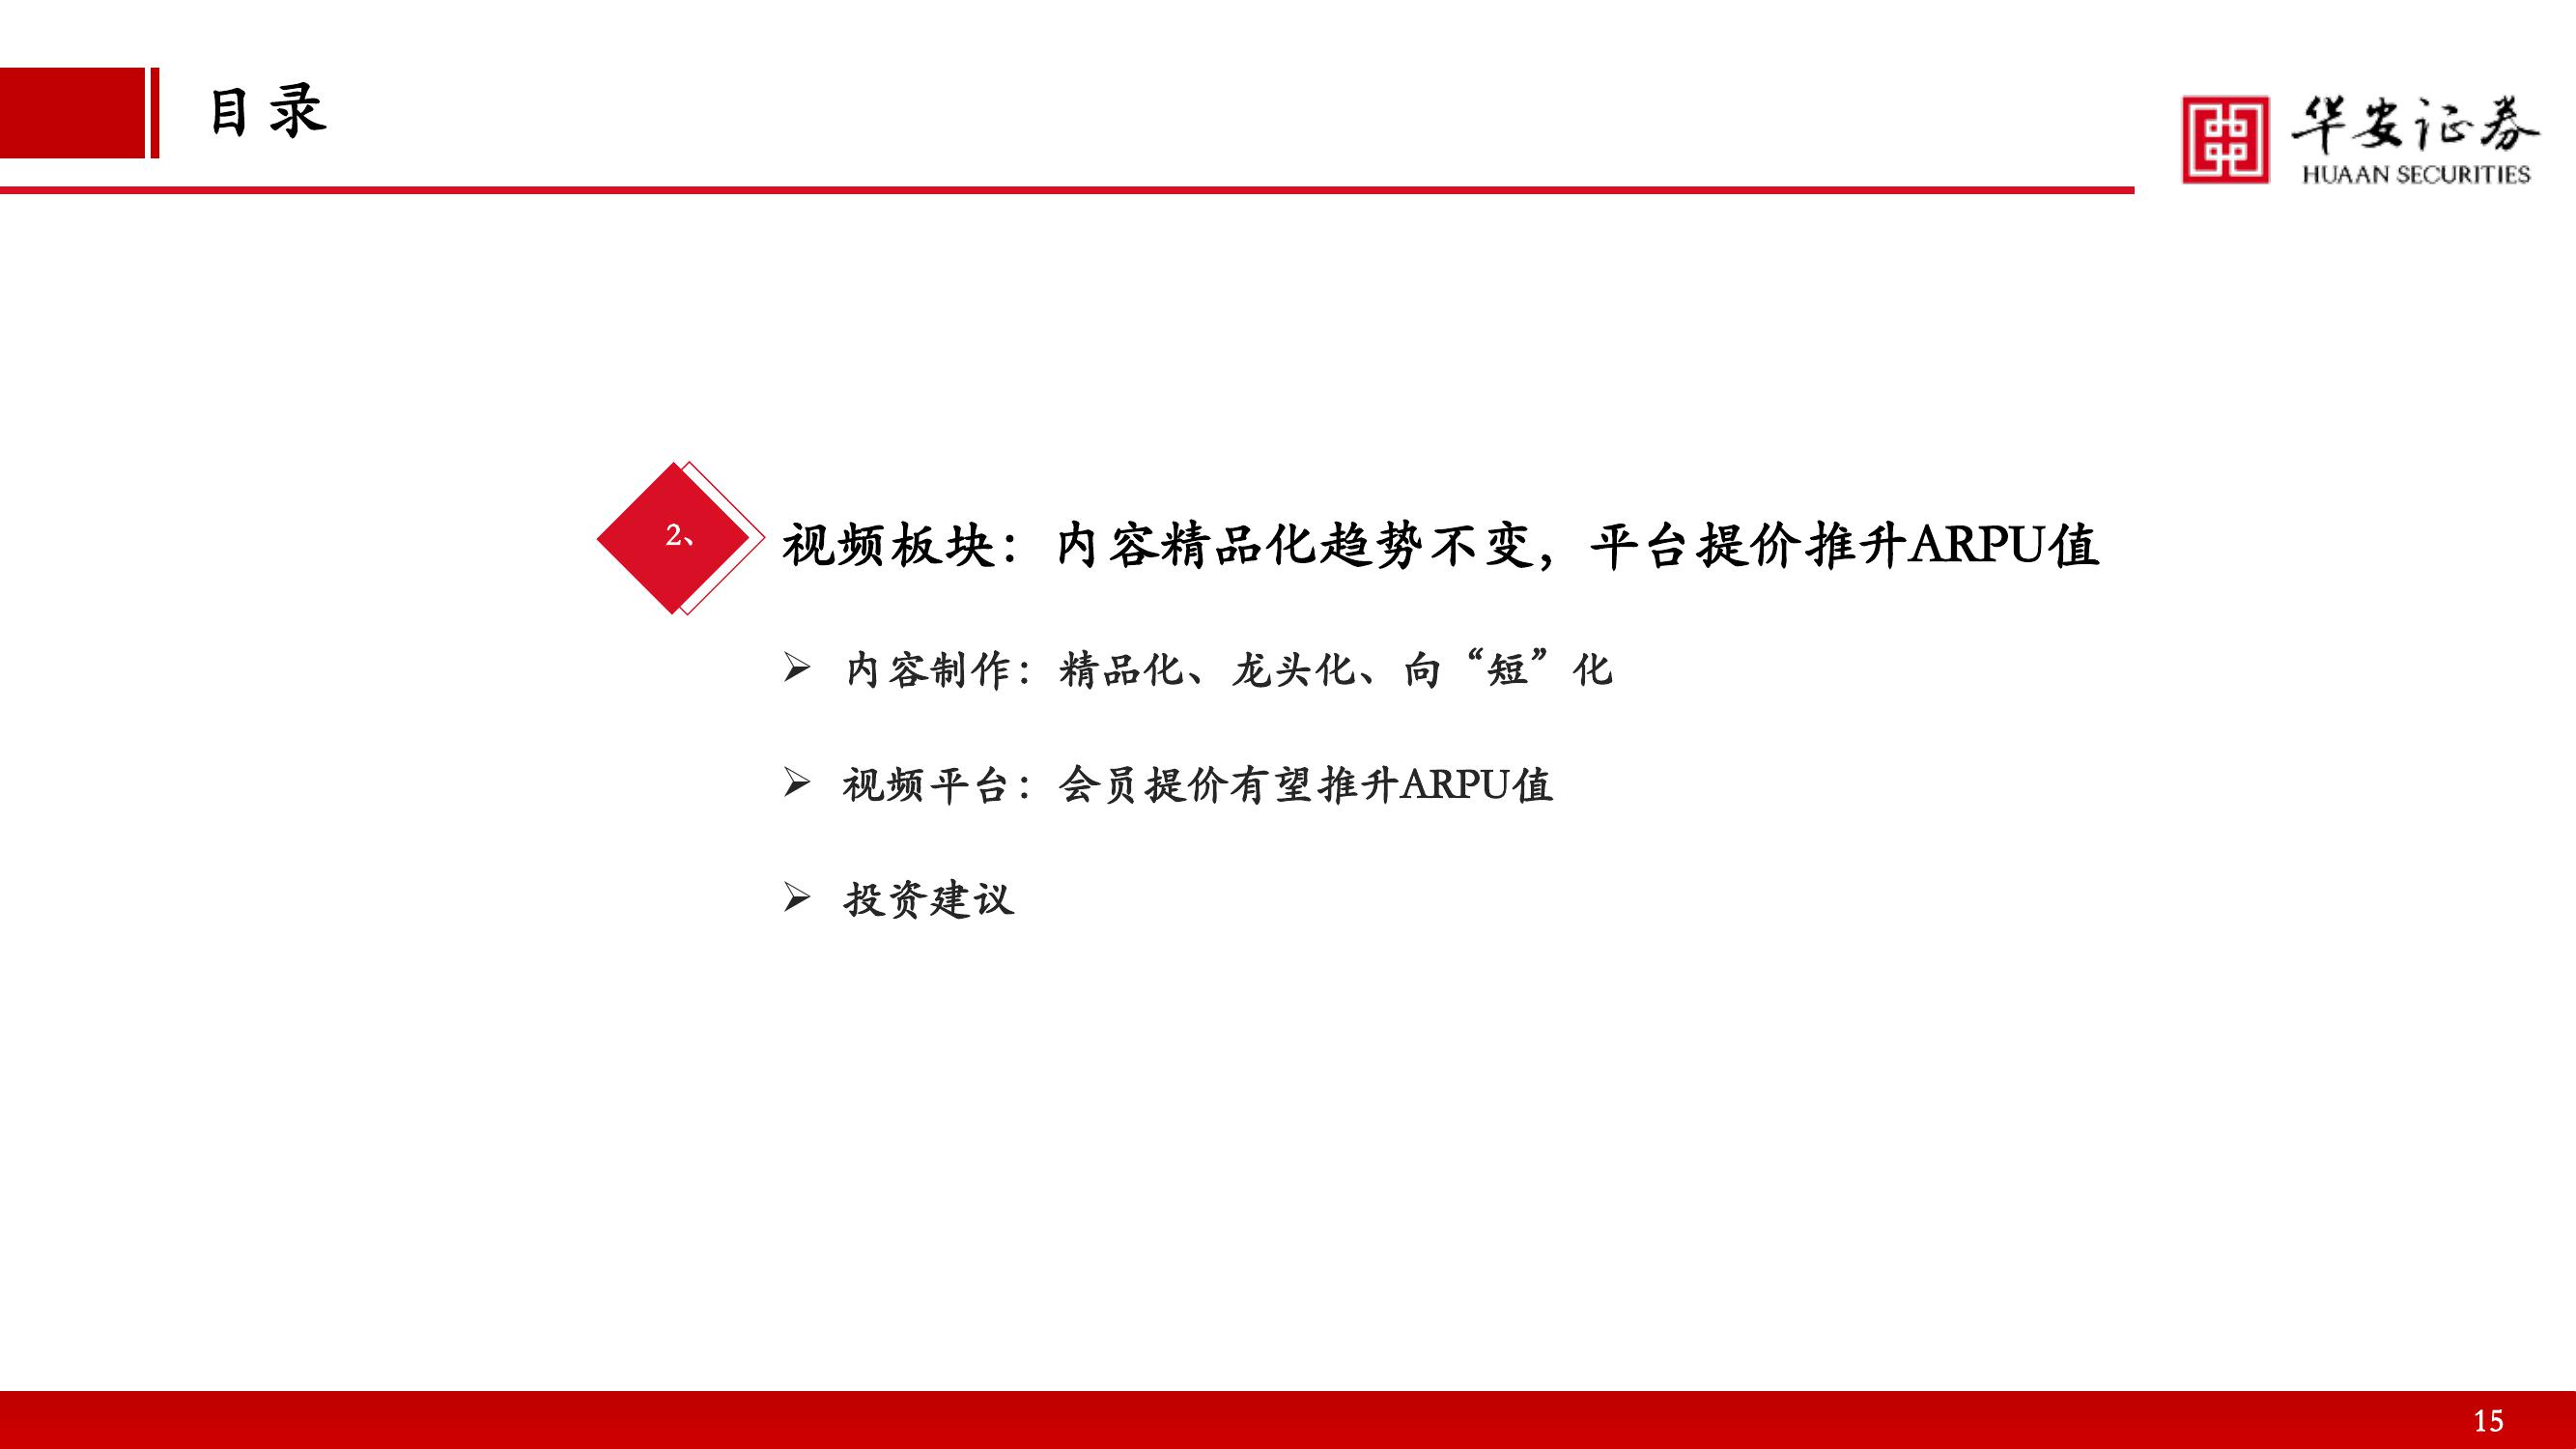 目录
华安证券
HUAAN SECURITIES
2、
视频板块：内容精品化趋势不变，平台提价推升ARPU值
➢ 内容制作：精品化、龙头化、向“短”化
➢ 视频平台：会员提价有望推升ARPU值
➢ 投资建议
15